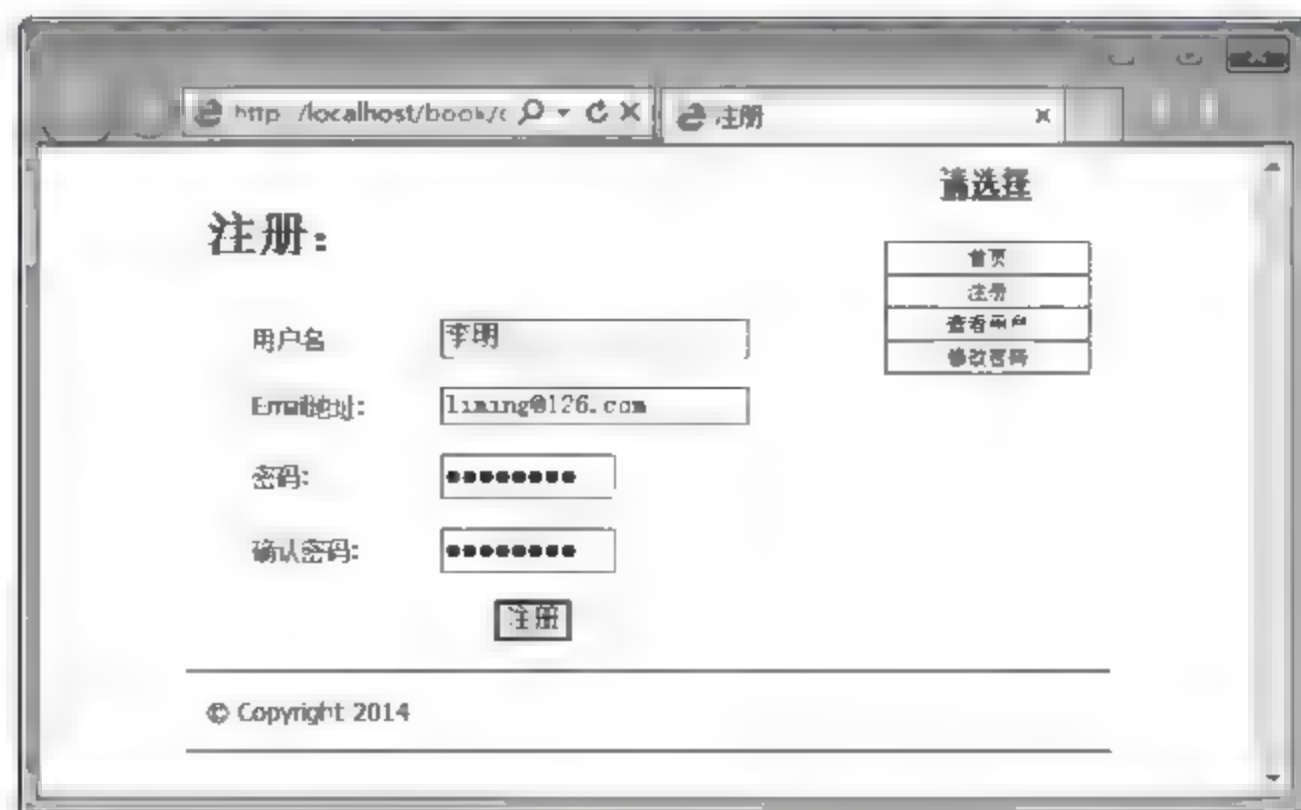 http /localhost/book/c
注册
请选择
注册：
首页
注册
查看用户
修改密码
用户名
李明
Email地址:
liming@126.com
密码:
●●●●●●●●
确认密码:
●●●●●●●●
注册
© Copyright 2014